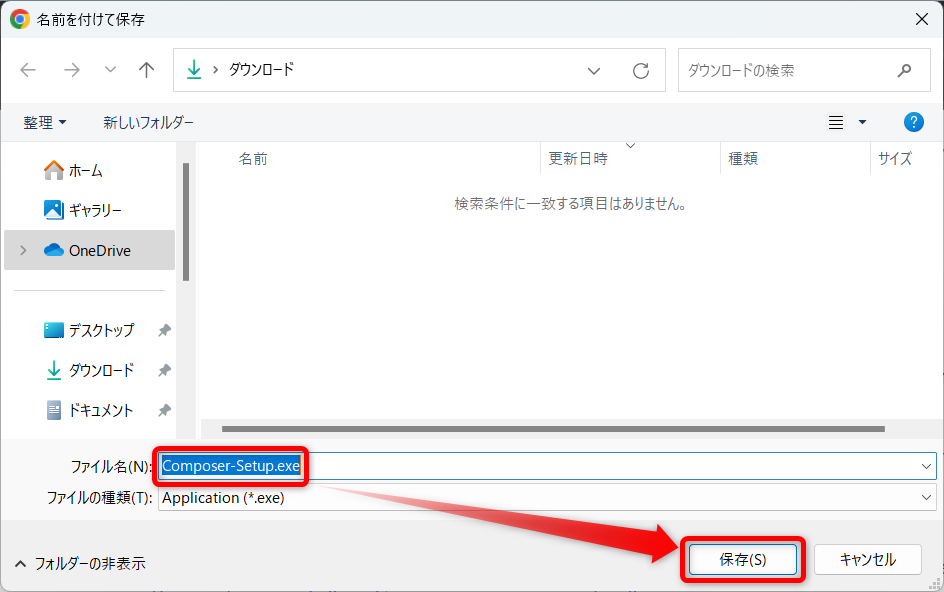 名前を付けて保存
ダウンロード
ダウンロードの検索
整理
新しいフォルダー
?
名前
更新日時
種類
サイズ
検索条件に一致する項目はありません。
ホーム
ギャラリー
OneDrive
デスクトップ
ダウンロード
ドキュメント
ファイル名(N):
Composer-Setup.exe
ファイルの種類(T):
Application (*.exe)
フォルダーの非表示
保存(S)
キャンセル